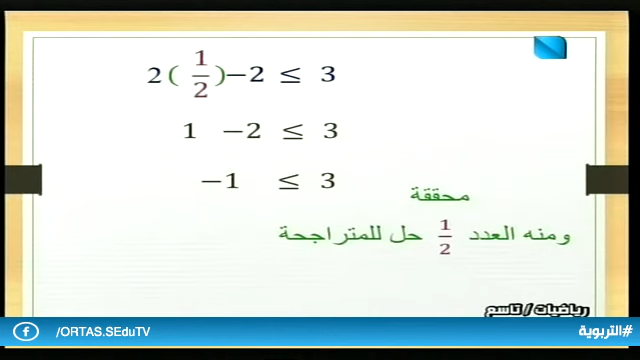 2( 1/2 )−2 ≤ 3
1 −2 ≤ 3
−1 ≤ 3
محققة
ومنه العدد 1/2 حل للمتراجحة
رياضيات / تاسع
/ORTAS.SEduTV
#التربوية